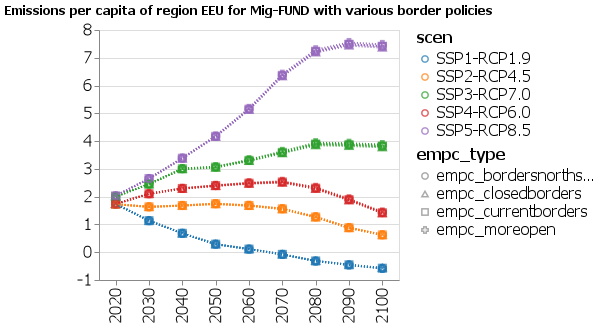 Emissions per capita of region EEU for Mig-FUND with various border policies
8
7
6
5
4
3
2
1
0
-1
2020
2030
2040
2050
2060
2070
2080
2090
2100
scen
SSP1-RCP1.9
SSP2-RCP4.5
SSP3-RCP7.0
SSP4-RCP6.0
SSP5-RCP8.5
empc_type
empc_bordersnorths…
empc_closedborders
empc_currentborders
empc_moreopen